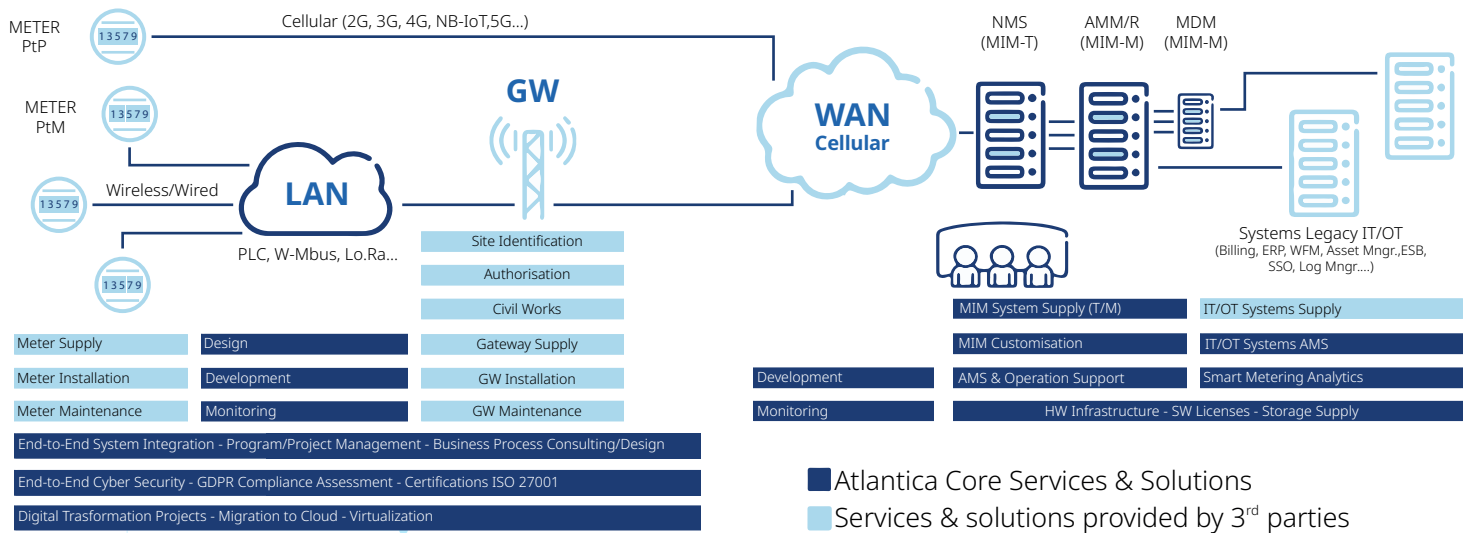 METER
PtP
13579
Cellular (2G, 3G, 4G, NB-IoT,5G...)
NMS
(MIM-T)
AMM/R
(MIM-M)
MDM
(MIM-M)
METER
PtM
13579
GW
WAN
Cellular
Wireless/Wired
13579
LAN
PLC, W-Mbus, Lo.Ra...
13579
Systems Legacy IT/OT
(Billing, ERP, WFM, Asset Mngr.,ESB,
SSO, Log Mngr....)
Site Identification
Authorisation
Civil Works
Gateway Supply
GW Installation
GW Maintenance
Meter Supply
Meter Installation
Meter Maintenance
Design
Development
Monitoring
Development
Monitoring
MIM System Supply (T/M)
MIM Customisation
AMS & Operation Support
IT/OT Systems Supply
IT/OT Systems AMS
Smart Metering Analytics
HW Infrastructure - SW Licenses - Storage Supply
End-to-End System Integration - Program/Project Management - Business Process Consulting/Design
End-to-End Cyber Security - GDPR Compliance Assessment - Certifications ISO 27001
Digital Trasformation Projects - Migration to Cloud - Virtualization
Atlantica Core Services & Solutions
Services & solutions provided by 3rd parties